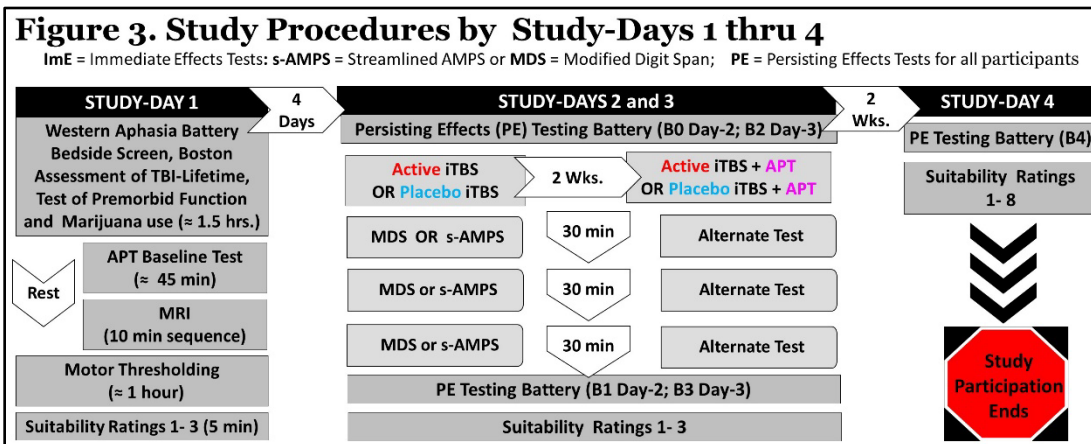 Figure 3. Study Procedures by Study-Days 1 thru 4
ImE = Immediate Effects Tests: s-AMPS = Streamlined AMPS or MDS = Modified Digit Span; PE = Persisting Effects Tests for all participants
STUDY-DAY 1
Western Aphasia Battery
Bedside Screen, Boston
Assessment of TBI-Lifetime,
Test of Premorbid Function
and Marijuana use (≈ 1.5 hrs.)
Rest
APT Baseline Test
(≈ 45 min)
MRI
(10 min sequence)
Motor Thresholding
(≈ 1 hour)
Suitability Ratings 1- 3 (5 min)
4
Days
STUDY-DAYS 2 and 3
Persisting Effects (PE) Testing Battery (B0 Day-2; B2 Day-3)
Active iTBS
OR Placebo iTBS
2 Wks.
Active iTBS + APT
OR Placebo iTBS + APT
MDS OR s-AMPS
30 min
Alternate Test
MDS or s-AMPS
30 min
Alternate Test
MDS or s-AMPS
30 min
Alternate Test
PE Testing Battery (B1 Day-2; B3 Day-3)
Suitability Ratings 1- 3
2
Wks.
STUDY-DAY 4
PE Testing Battery (B4)
Suitability Ratings
1- 8
Study
Participation
Ends